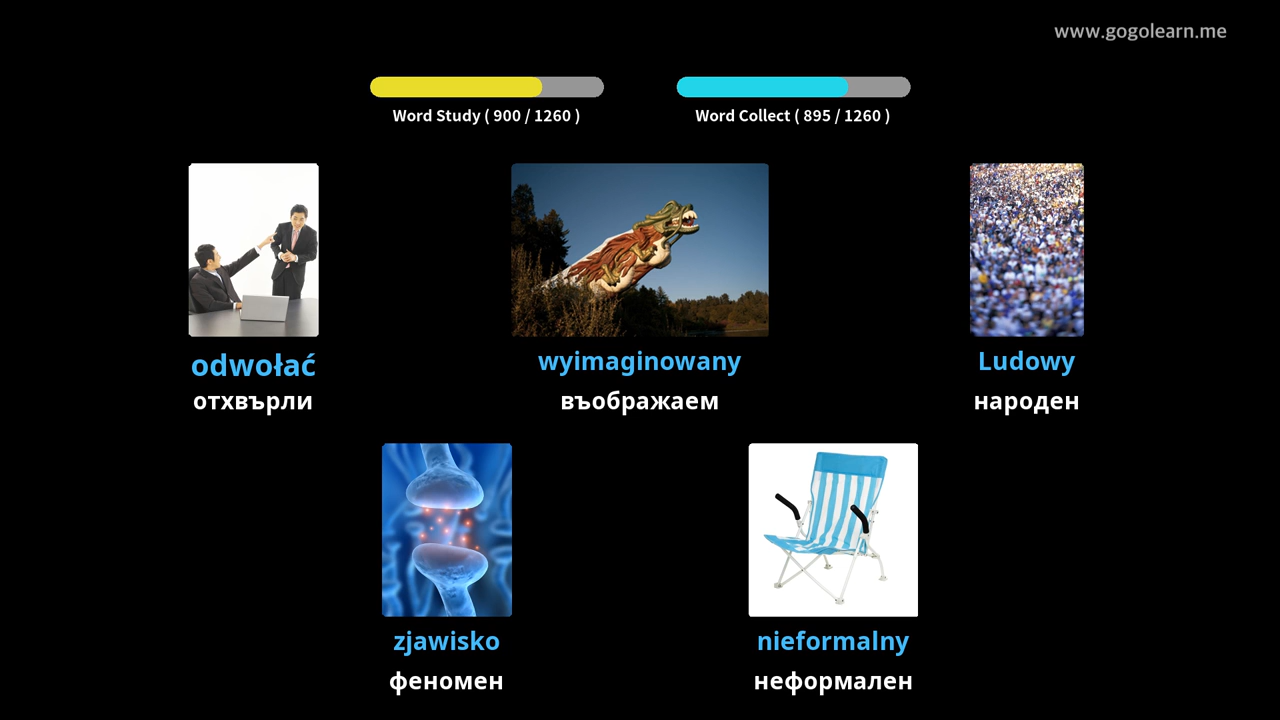 www.gogolearn.me
Word Study ( 900 / 1260 )
Word Collect ( 895 / 1260 )
odwołać
отхвърли
wyimaginowany
въображаем
Ludowy
народен
zjawisko
феномен
nieformalny
неформален